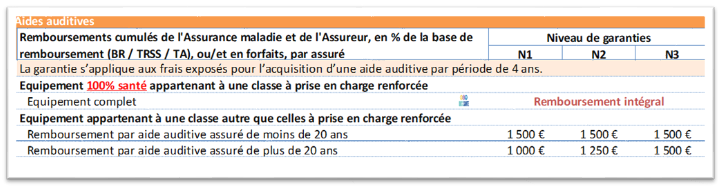 Aides auditives
Remboursements cumulés de l'Assurance maladie et de l'Assureur, en % de la base de
remboursement (BR / TRSS / TA), ou/et en forfaits, par assuré
Niveau de garanties
N1 N2 N3
La garantie s'applique aux frais exposés pour l'acquisition d'une aide auditive par période de 4 ans.
Equipement 100% santé appartenant à une classe à prise en charge renforcée
Equipement complet Remboursement intégral
Equipement appartenant à une classe autre que celles à prise en charge renforcée
Remboursement par aide auditive assuré de moins de 20 ans 1 500 € 1 500 € 1 500 €
Remboursement par aide auditive assuré de plus de 20 ans 1 000 € 1 250 € 1 500 €